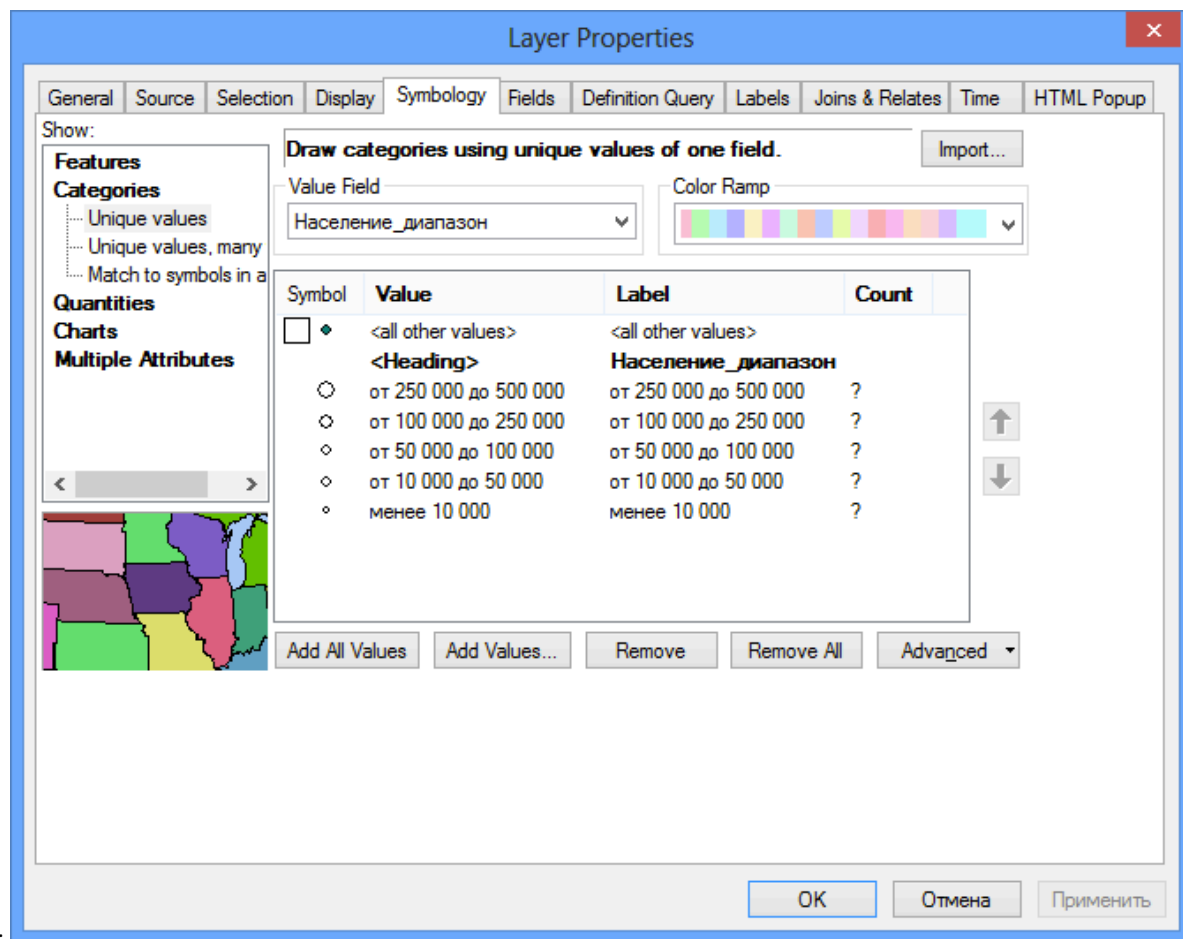 Layer Properties
General Source Selection Display Symbology Fields Definition Query Labels Joins & Relates Time HTML Popup
Show:
Features
Categories
Unique values
Unique values, many
Match to symbols in a
Quantities
Charts
Multiple Attributes
Draw categories using unique values of one field.
Import...
Value Field
Color Ramp
Население_диапазон
Symbol Value Label Count
<all other values> <all other values>
<Heading> Население_диапазон
от 250 000 до 500 000 от 250 000 до 500 000 ?
от 100 000 до 250 000 от 100 000 до 250 000 ?
от 50 000 до 100 000 от 50 000 до 100 000 ?
от 10 000 до 50 000 от 10 000 до 50 000 ?
менее 10 000 менее 10 000 ?
Add All Values Add Values... Remove Remove All Advanced
OK Отмена Применить